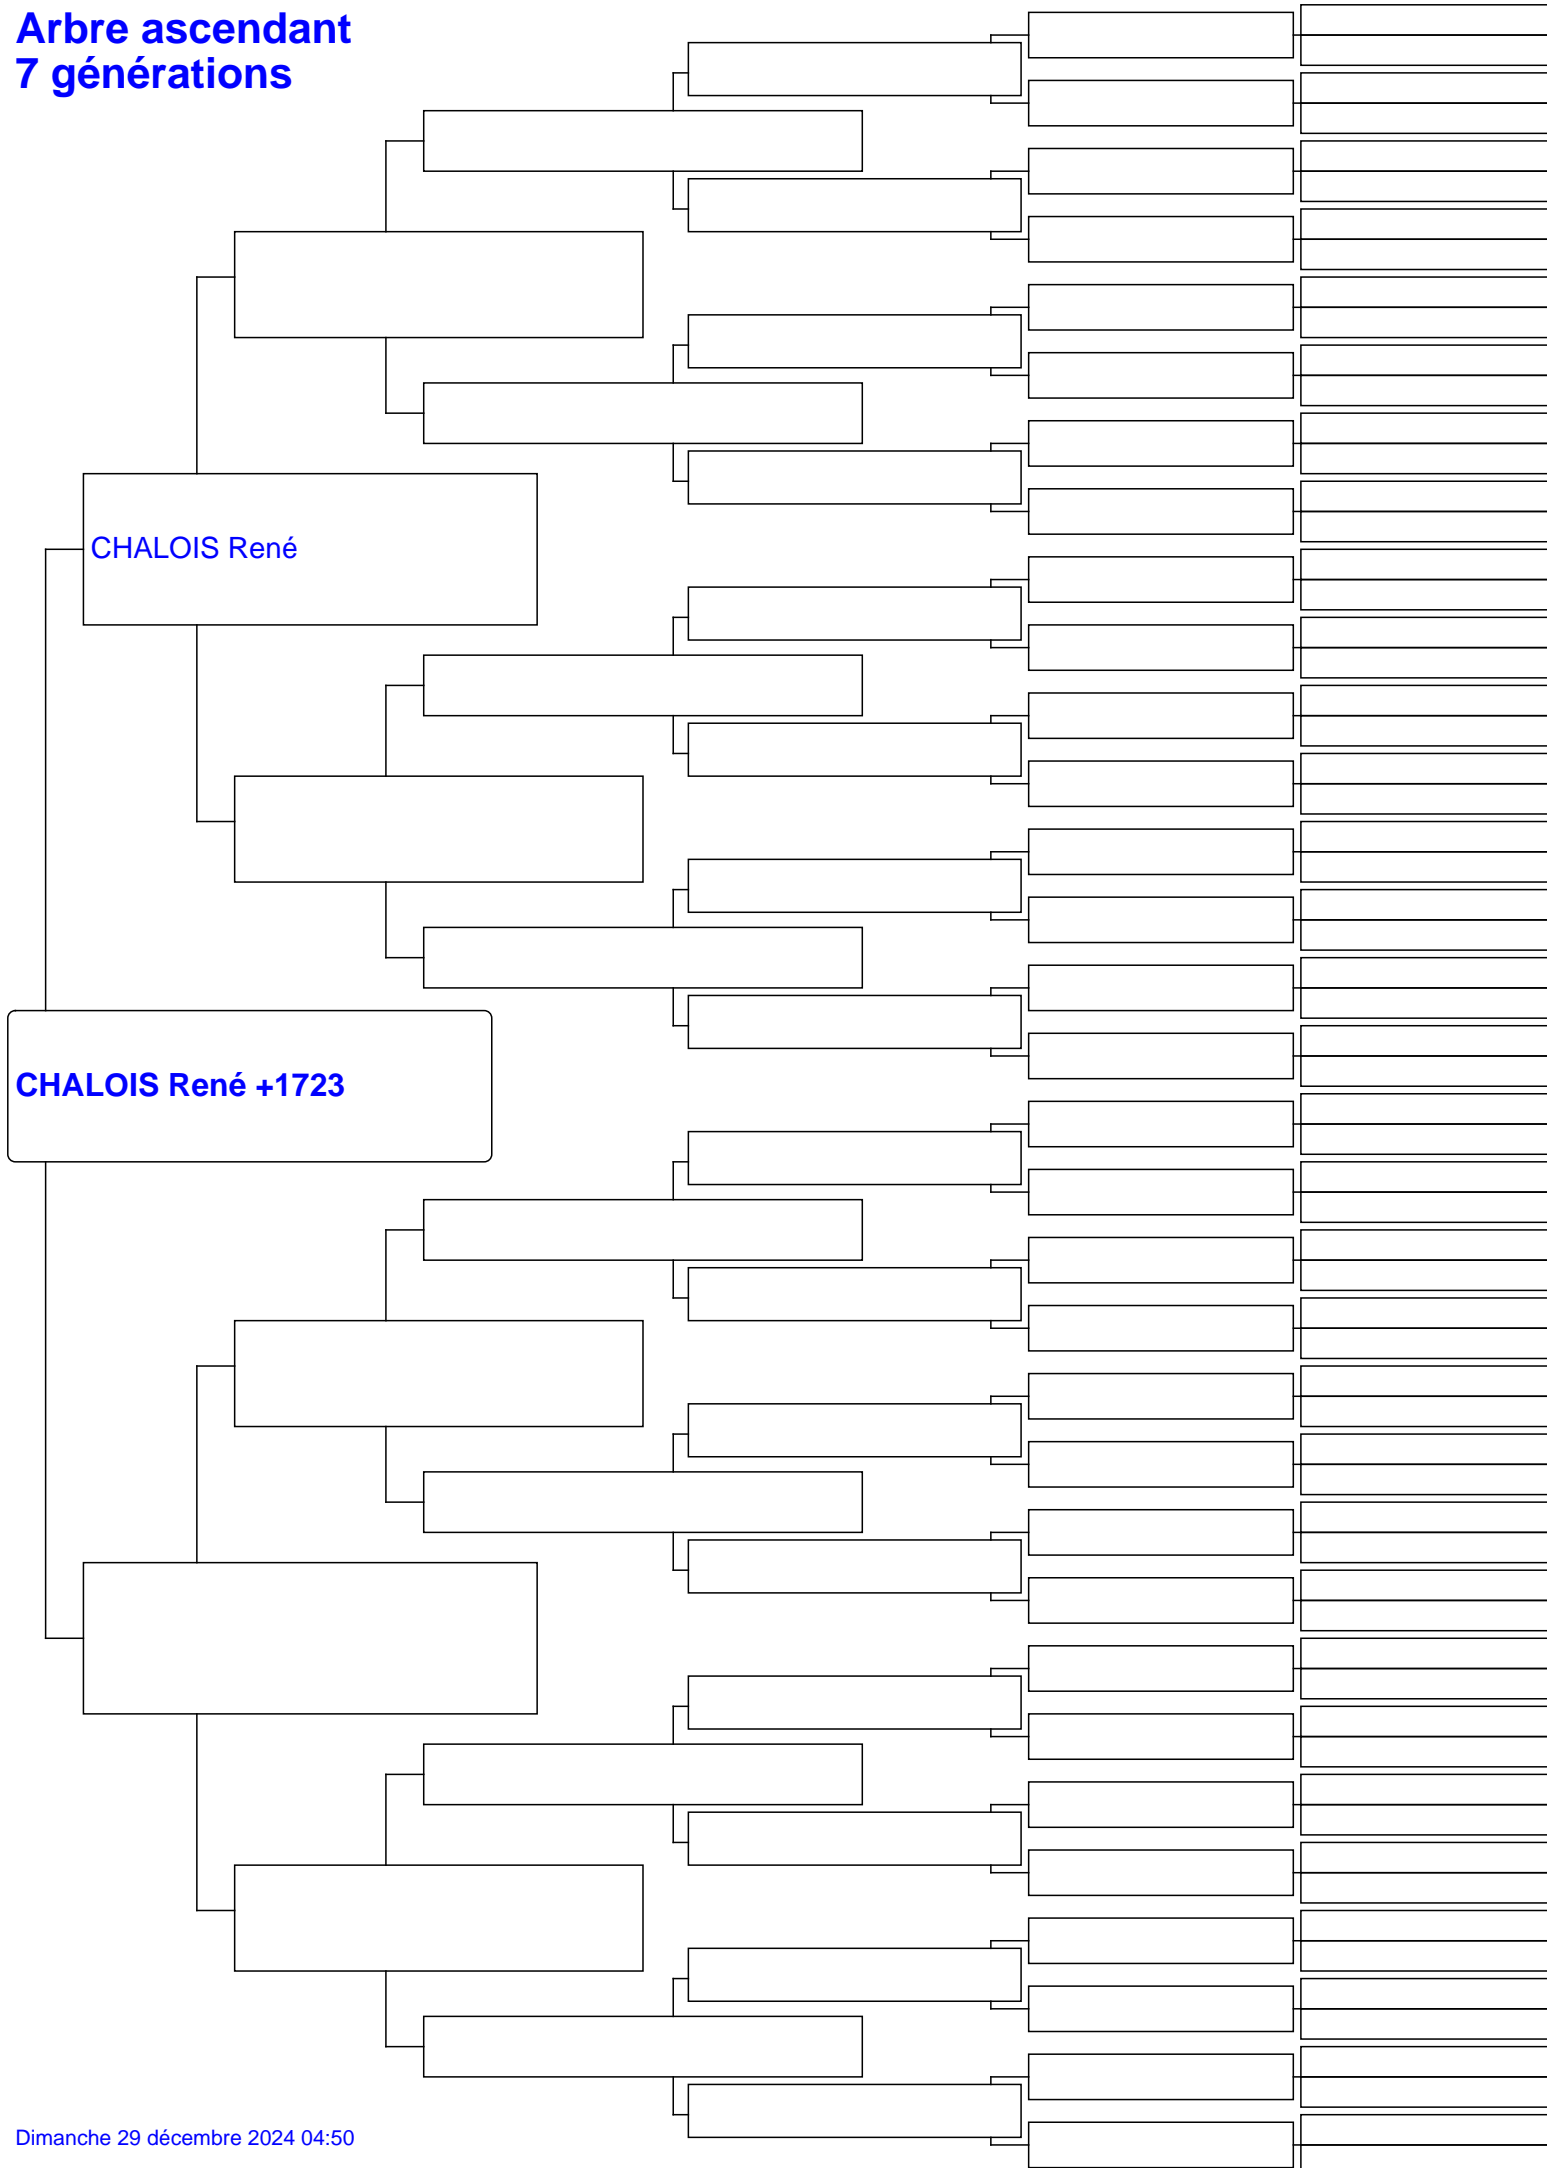 Arbre ascendant
7 générations
CHALOIS René
CHALOIS René +1723
Dimanche 29 décembre 2024 04:50